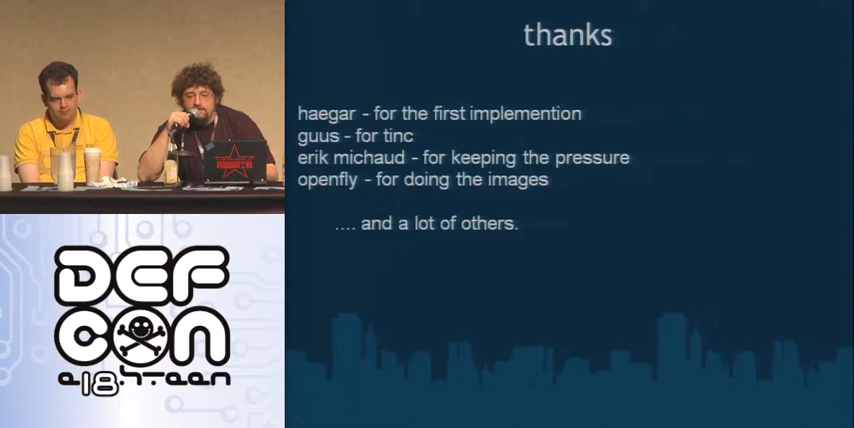 thanks
haegar - for the first implemention
guus - for tinc
erik michaud - for keeping the pressure
openfly - for doing the images
.... and a lot of others.
DEF
CON
e18hteen